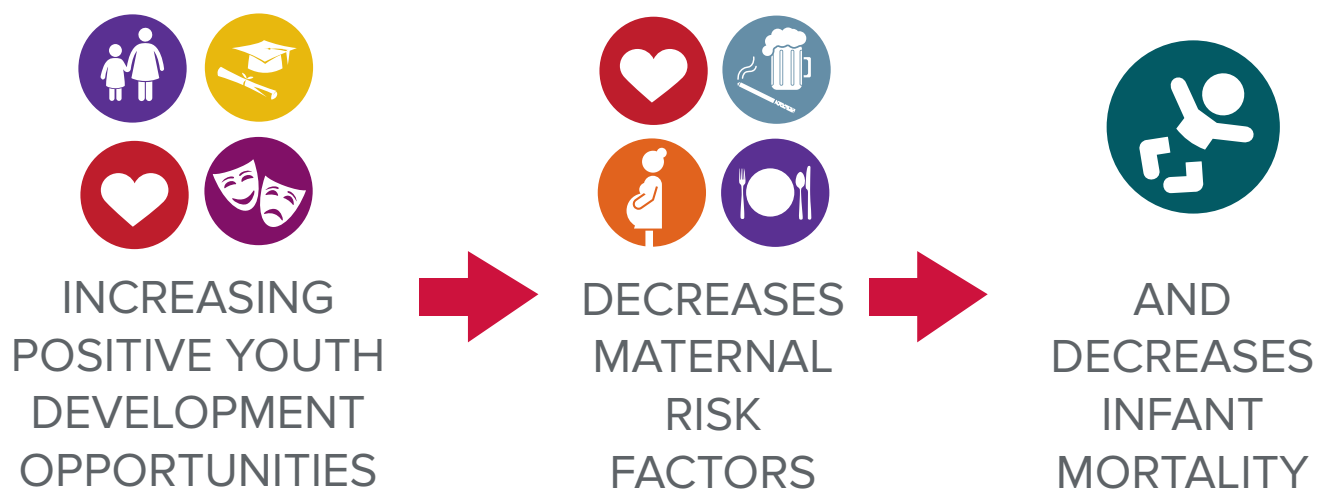 INCREASING
POSITIVE YOUTH
DEVELOPMENT
OPPORTUNITIES
DECREASES
MATERNAL
RISK
FACTORS
AND
DECREASES
INFANT
MORTALITY